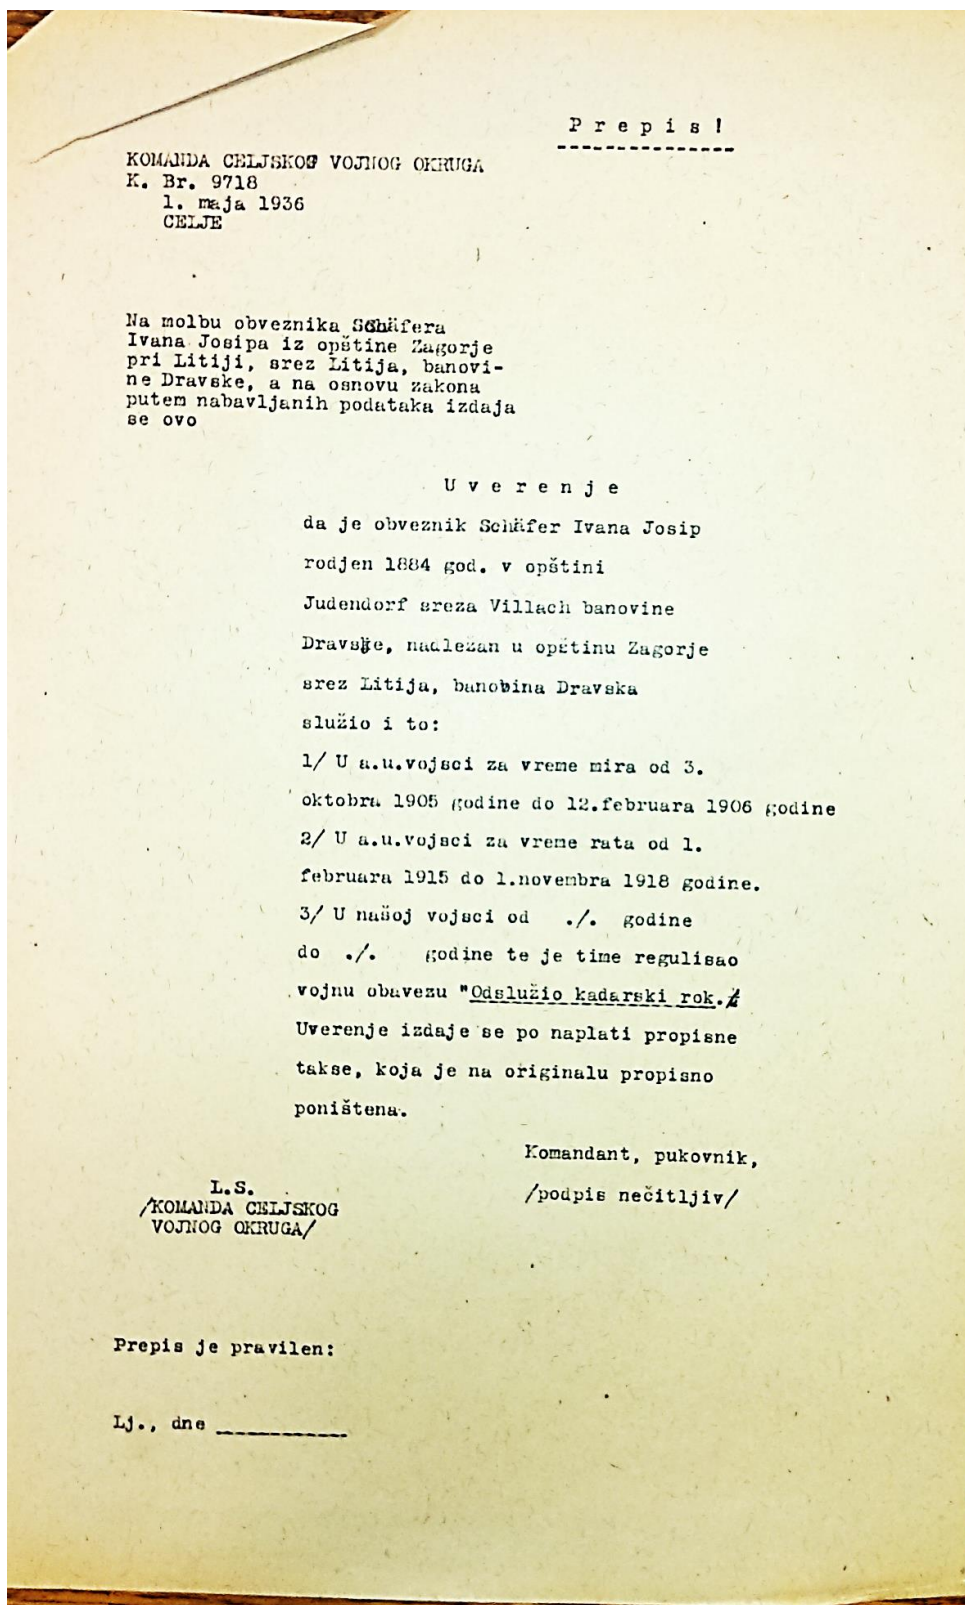 Prepis!
KOMANDA CELJSKOG VOJNOG OKRUGA
K. Br. 9718
1. maja 1936
CELJE
Na molbu obveznika Schäfera
Ivana Josipa iz opštine Zagorje
pri Litiji, srez Litija, banovi-
ne Dravske, a na osnovu zakona
putem nabavljanih podataka izdaja
se ovo
Uverenje
da je obveznik Schäfer Ivana Josip
rodjen 1884 god. v opštini
Judendorf sreza Villach banovine
Dravske, nadležan u opštinu Zagorje
srez Litija, banobina Dravska
služio i to:
1/ U a.u.vojsci za vreme mira od 3.
oktobra 1905 godine do 12.februara 1906 godine
2/ U a.u.vojsci za vreme rata od 1.
februara 1915 do 1.novembra 1918 godine.
3/ U našoj vojsci od ./. godine
do ./. godine te je time regulisao
vojnu obavezu "Odslužio kadarski rok."
Uverenje izdaje se po naplati propisne
takse, koja je na originalu propisno
poništena.
Komandant, pukovnik,
/podpis nečitljiv/
L.S.
/KOMANDA CELJSKOG
VOJNOG OKRUGA/
Prepis je pravilen:
Lj., dne ____________